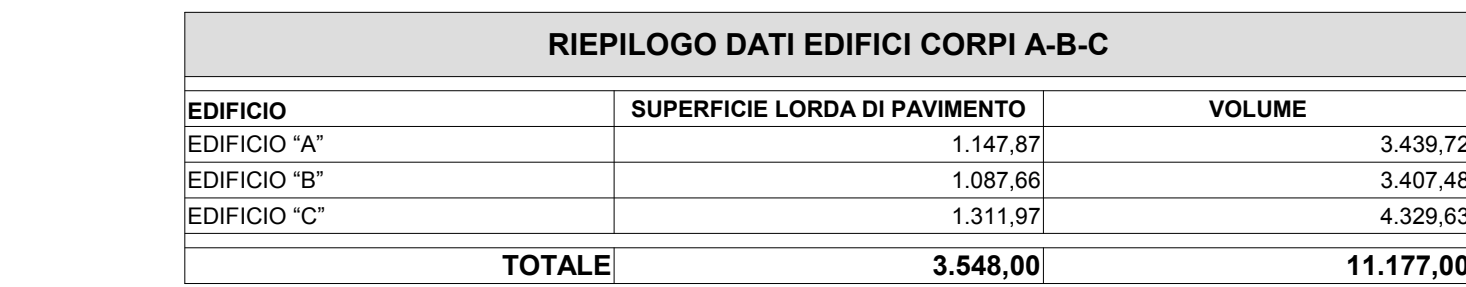 RIEPILOGO DATI EDIFICI CORPI A-B-C
EDIFICIO SUPERFICIE LORDA DI PAVIMENTO VOLUME
EDIFICIO “A” 1.147,87 3.439,72
EDIFICIO “B” 1.087,66 3.407,48
EDIFICIO “C” 1.311,97 4.329,63
TOTALE 3.548,00 11.177,00